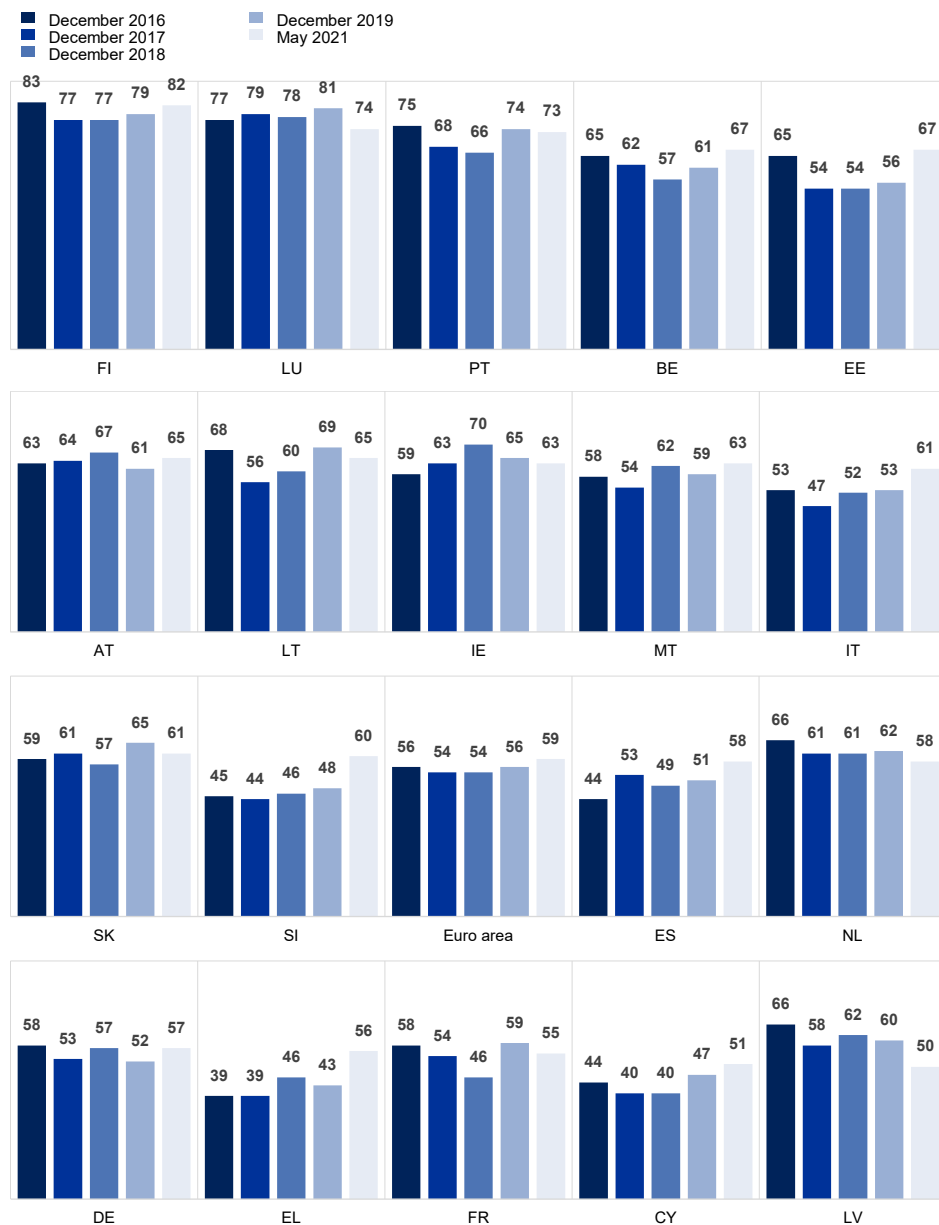 December 2016
December 2017
December 2018
December 2019
May 2021
83 77 77 79 82 77 79 78 81 74 75 68 66 74 73 65 62 57 61 67 65 54 54 56 67
FI LU PT BE EE
63 64 67 61 65 68 56 60 69 65 59 63 70 65 63 58 54 62 59 63 53 47 52 53 61
AT LT IE MT IT
59 61 57 65 61 45 44 46 48 60 56 54 54 56 59 44 53 49 51 58 66 61 61 62 58
SK SI Euro area ES NL
58 53 57 52 57 39 39 46 43 56 58 54 46 59 55 44 40 40 47 51 66 58 62 60 50
DE EL FR CY LV